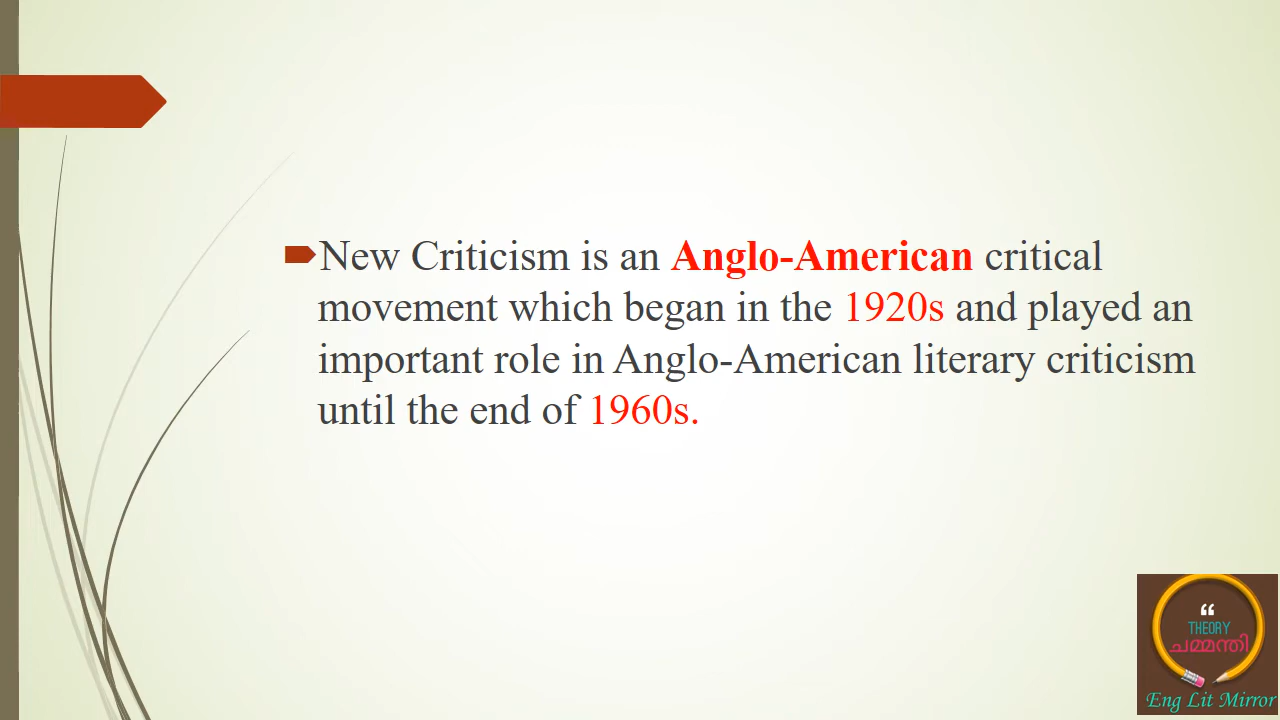 New Criticism is an Anglo-American critical
movement which began in the 1920s and played an
important role in Anglo-American literary criticism
until the end of 1960s.
“
THEORY
ചമ്മന്തി
Eng Lit Mirror